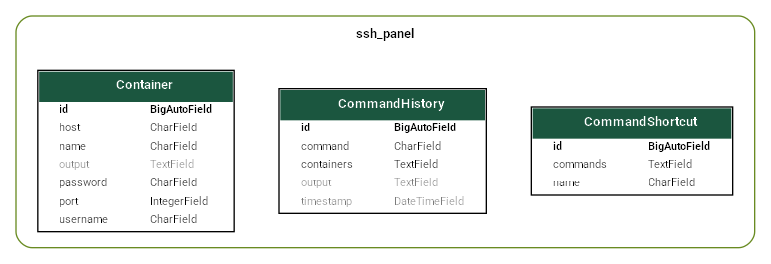 ssh_panel
Container
id BigAutoField
host CharField
name CharField
output TextField
password CharField
port IntegerField
username CharField
CommandHistory
id BigAutoField
command CharField
containers TextField
output TextField
timestamp DateTimeField
CommandShortcut
id BigAutoField
commands TextField
name CharField